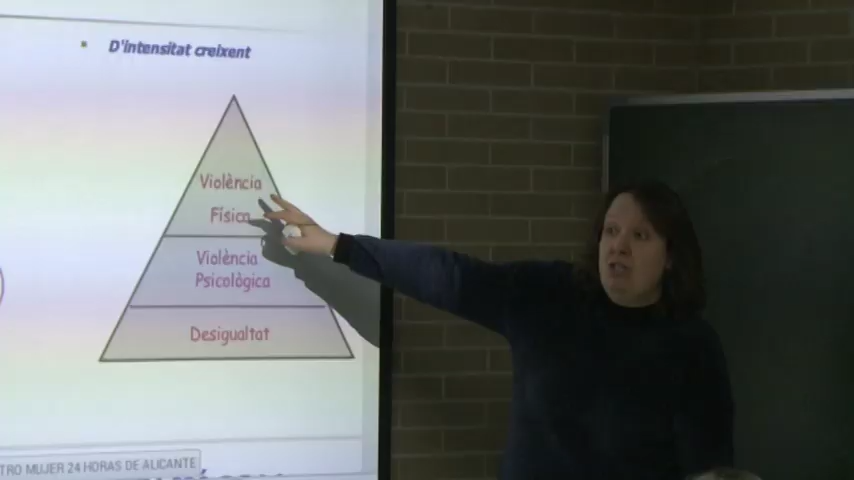 D'intensitat creixent
Violència
Física
Violència
Psicològica
Desigualtat
TRO MUJER 24 HORAS DE ALICANTE